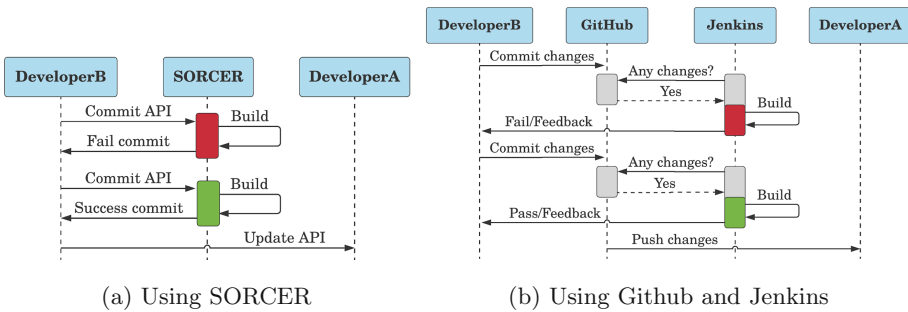 DeveloperB SORCER DeveloperA
Commit API
Build
Fail commit
Commit API
Build
Success commit
Update API
(a) Using SORCER
DeveloperB GitHub Jenkins DeveloperA
Commit changes
Any changes?
Yes
Build
Fail/Feedback
Commit changes
Any changes?
Yes
Build
Pass/Feedback
Push changes
(b) Using Github and Jenkins